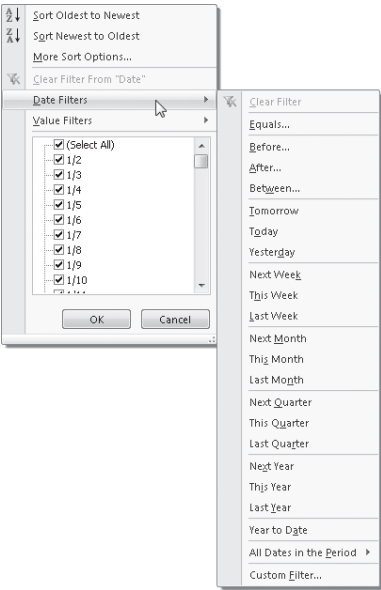 Sort Oldest to Newest
Sort Newest to Oldest
More Sort Options...
Clear Filter From "Date"
Date Filters
Value Filters
(Select All)
1/2
1/3
1/4
1/5
1/6
1/7
1/8
1/9
1/10
OK
Cancel
Clear Filter
Equals...
Before...
After...
Between...
Tomorrow
Today
Yesterday
Next Week
This Week
Last Week
Next Month
This Month
Last Month
Next Quarter
This Quarter
Last Quarter
Next Year
This Year
Last Year
Year to Date
All Dates in the Period
Custom Filter...